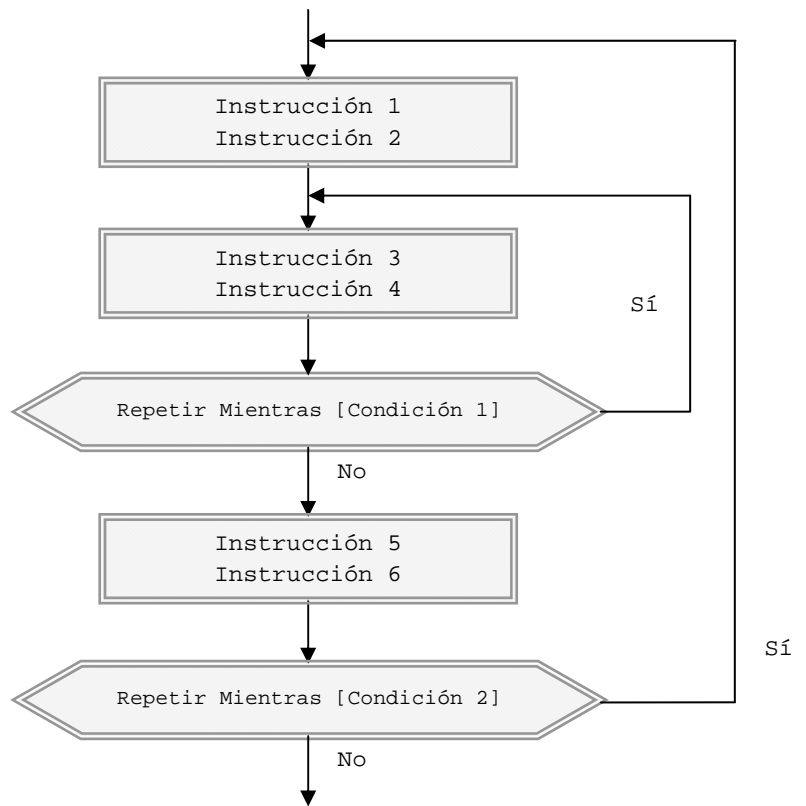 Instrucción 1
Instrucción 2
Instrucción 3
Instrucción 4
Sí
Repetir Mientras [Condición 1]
No
Instrucción 5
Instrucción 6
Sí
Repetir Mientras [Condición 2]
No